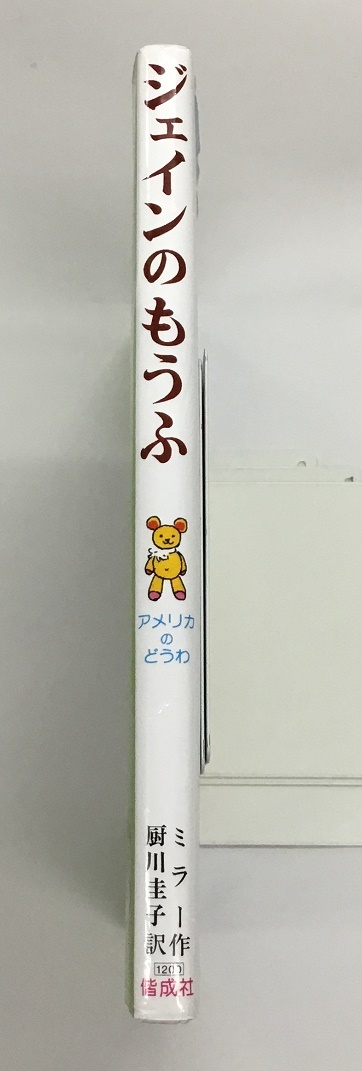 ジェインのもうふ
アメリカ
の
どうわ
ミラー作
厨川圭子訳
1200
偕成社